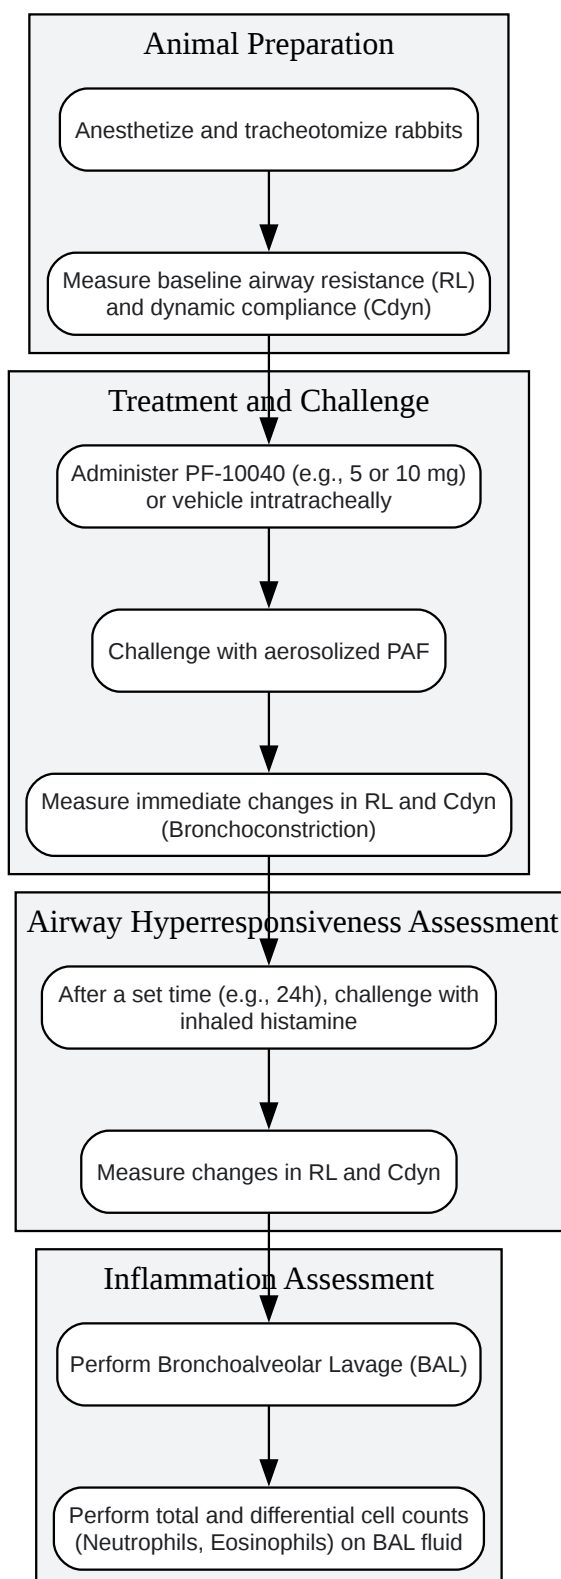 Animal Preparation
Anesthetize and tracheotomize rabbits
Measure baseline airway resistance (RL)
and dynamic compliance (Cdyn)
Treatment and Challenge
Administer PF-10040 (e.g., 5 or 10 mg)
or vehicle intratracheally
Challenge with aerosolized PAF
Measure immediate changes in RL and Cdyn
(Bronchoconstriction)
Airway Hyperresponsiveness Assessment
After a set time (e.g., 24h), challenge with
inhaled histamine
Measure changes in RL and Cdyn
Inflammation Assessment
Perform Bronchoalveolar Lavage (BAL)
Perform total and differential cell counts
(Neutrophils, Eosinophils) on BAL fluid